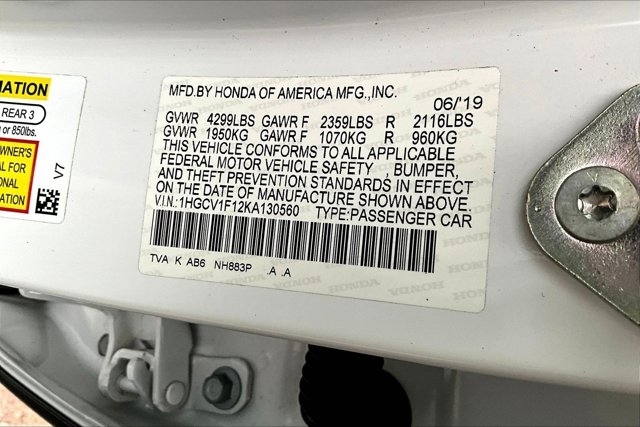 MATION
REAR 3
g or 850lbs.
WNER'S
AL FOR
ONAL
ATION
V7
MFD.BY HONDA OF AMERICA MFG.,INC.
06/'19
GVWR 4299LBS GAWR F 2359LBS R 2116LBS
GVWR 1950KG GAWR F 1070KG R 960KG
THIS VEHICLE CONFORMS TO ALL APPLICABLE
FEDERAL MOTOR VEHICLE SAFETY , BUMPER,
AND THEFT PREVENTION STANDARDS IN EFFECT
ON THE DATE OF MANUFACTURE SHOWN ABOVE.
V.I.N.:1HGCV1F12KA130560 TYPE:PASSENGER CAR
TVA K AB6 NH883P .A .A